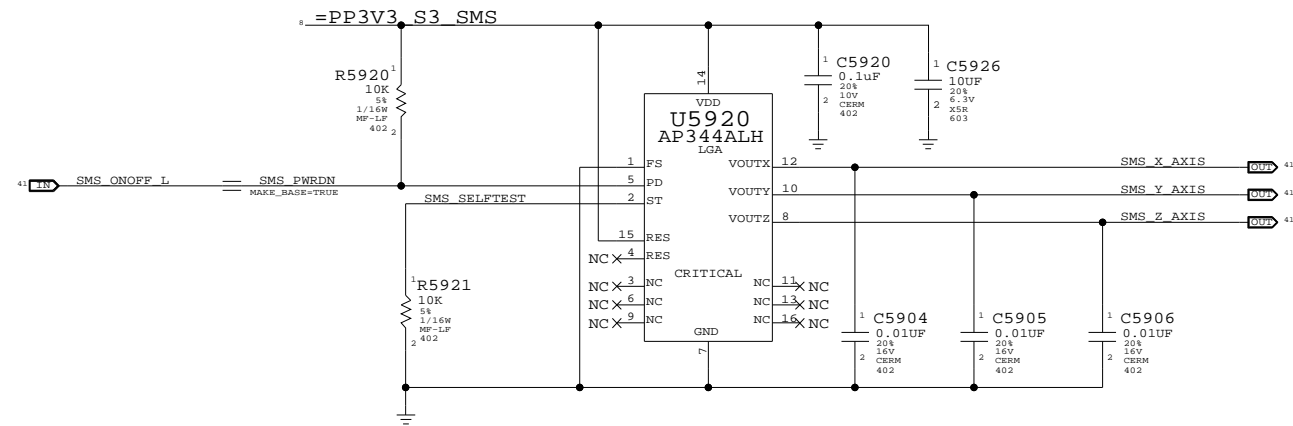 8 =PP3V3_S3_SMS
R5920
1
10K
5%
1/16W
MF-LF
402
2
14
VDD
U5920
AP344ALH
LGA
1
C5920
0.1uF
20%
10V
CERM
402
2
1
C5926
10UF
20%
6.3V
X5R
603
2
41 IN SMS_ONOFF_L
SMS_PWRDN
MAKE_BASE=TRUE
SMS_SELFTEST
1 FS
5 PD
2 ST
15 RES
NC 4 RES
NC 3 NC
NC 6 NC
NC 9 NC
VOUTX 12 SMS_X_AXIS OUT 41
VOUTY 10 SMS_Y_AXIS OUT 41
VOUTZ 8 SMS_Z_AXIS OUT 41
CRITICAL
NC 11 NC
NC 13 NC
NC 16 NC
GND
7
1
R5921
10K
5%
1/16W
MF-LF
402
2
1
C5904
0.01UF
20%
16V
CERM
402
2
1
C5905
0.01UF
20%
16V
CERM
402
2
1
C5906
0.01UF
20%
16V
CERM
402
2